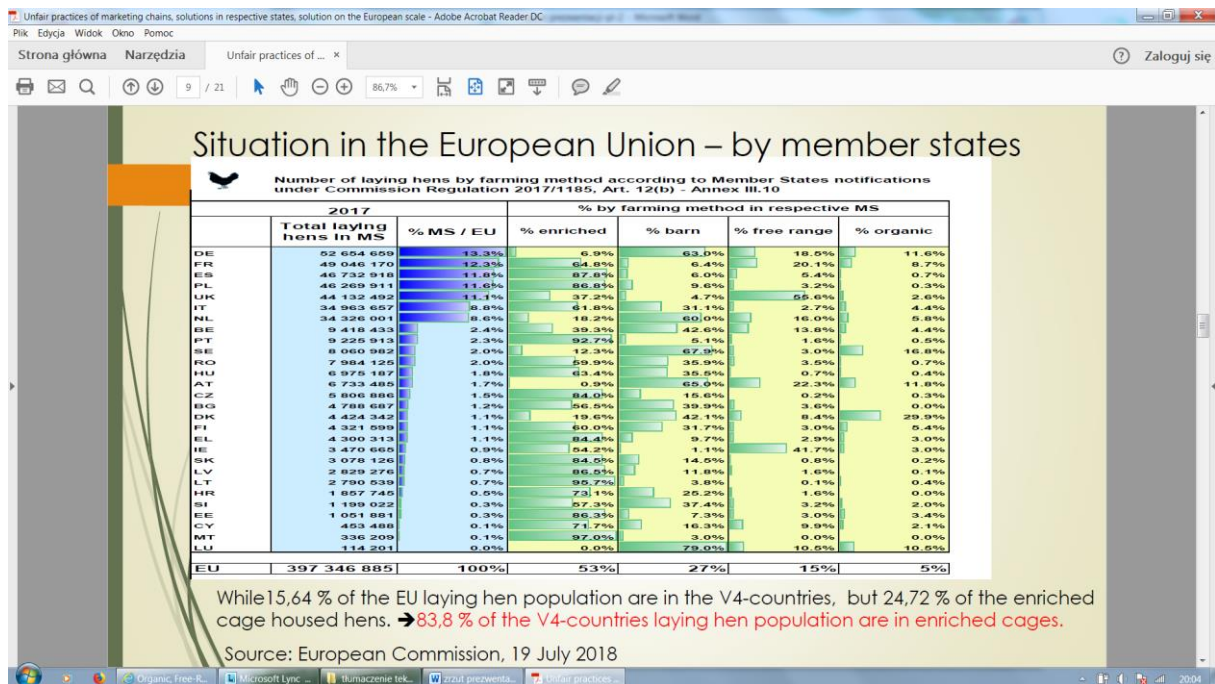 Unfair practices of marketing chains, solutions in respective states, solution on the European scale - Adobe Acrobat Reader DC
Plik Edycja Widok Okno Pomoc
Strona główna Narzędzia Unfair practices of ... × Zaloguj się
9 / 21 86,7%
Situation in the European Union – by member states
Number of laying hens by farming method according to Member States notifications
under Commission Regulation 2017/1185, Art. 12(b) - Annex III.10
2017 % by farming method in respective MS
Total laying hens in MS % MS / EU % enriched % barn % free range % organic
DE 52 654 659 13.3% 6.9% 63.0% 18.5% 11.6%
FR 49 046 170 12.3% 64.8% 6.4% 20.1% 8.7%
ES 46 732 918 11.8% 87.8% 6.0% 5.4% 0.7%
PL 46 269 911 11.6% 86.8% 9.6% 3.2% 0.3%
UK 44 132 492 11.1% 37.2% 4.7% 55.6% 2.6%
IT 34 963 657 8.8% 61.8% 31.1% 2.7% 4.4%
NL 34 326 001 8.6% 18.2% 60.0% 16.0% 5.8%
BE 9 418 433 2.4% 39.3% 42.6% 13.8% 4.4%
PT 9 225 913 2.3% 92.7% 5.1% 1.6% 0.5%
SE 8 060 982 2.0% 12.3% 67.9% 3.0% 16.8%
RO 7 984 125 2.0% 59.9% 35.9% 3.5% 0.7%
HU 6 975 187 1.8% 63.4% 35.5% 0.7% 0.4%
AT 6 733 485 1.7% 0.9% 65.0% 22.3% 11.8%
CZ 5 806 886 1.5% 84.0% 15.6% 0.2% 0.3%
BG 4 788 687 1.2% 56.5% 39.9% 3.6% 0.0%
DK 4 424 342 1.1% 19.6% 42.1% 8.4% 29.9%
FI 4 321 599 1.1% 60.0% 31.7% 3.0% 5.4%
EL 4 300 313 1.1% 84.4% 9.7% 2.9% 3.0%
IE 3 470 665 0.9% 54.2% 1.1% 41.7% 3.0%
SK 3 078 126 0.8% 84.5% 14.5% 0.8% 0.2%
LV 2 829 276 0.7% 86.5% 11.8% 1.6% 0.1%
LT 2 790 539 0.7% 95.7% 3.8% 0.1% 0.4%
HR 1 857 745 0.5% 73.1% 25.2% 1.6% 0.0%
SI 1 199 022 0.3% 57.3% 37.4% 3.2% 2.0%
EE 1 051 881 0.3% 86.3% 7.3% 3.0% 3.4%
CY 453 488 0.1% 71.7% 16.3% 9.9% 2.1%
MT 336 209 0.1% 97.0% 3.0% 0.0% 0.0%
LU 114 201 0.0% 0.0% 79.0% 10.5% 10.5%
EU 397 346 885 100% 53% 27% 15% 5%
While15,64 % of the EU laying hen population are in the V4-countries, but 24,72 % of the enriched
cage housed hens. ➔83,8 % of the V4-countries laying hen population are in enriched cages.
Source: European Commission, 19 July 2018
Organic, Free-R... Microsoft Lync ... tłumaczenie tek... zrzut prezwenta... Unfair practices ... 20:04